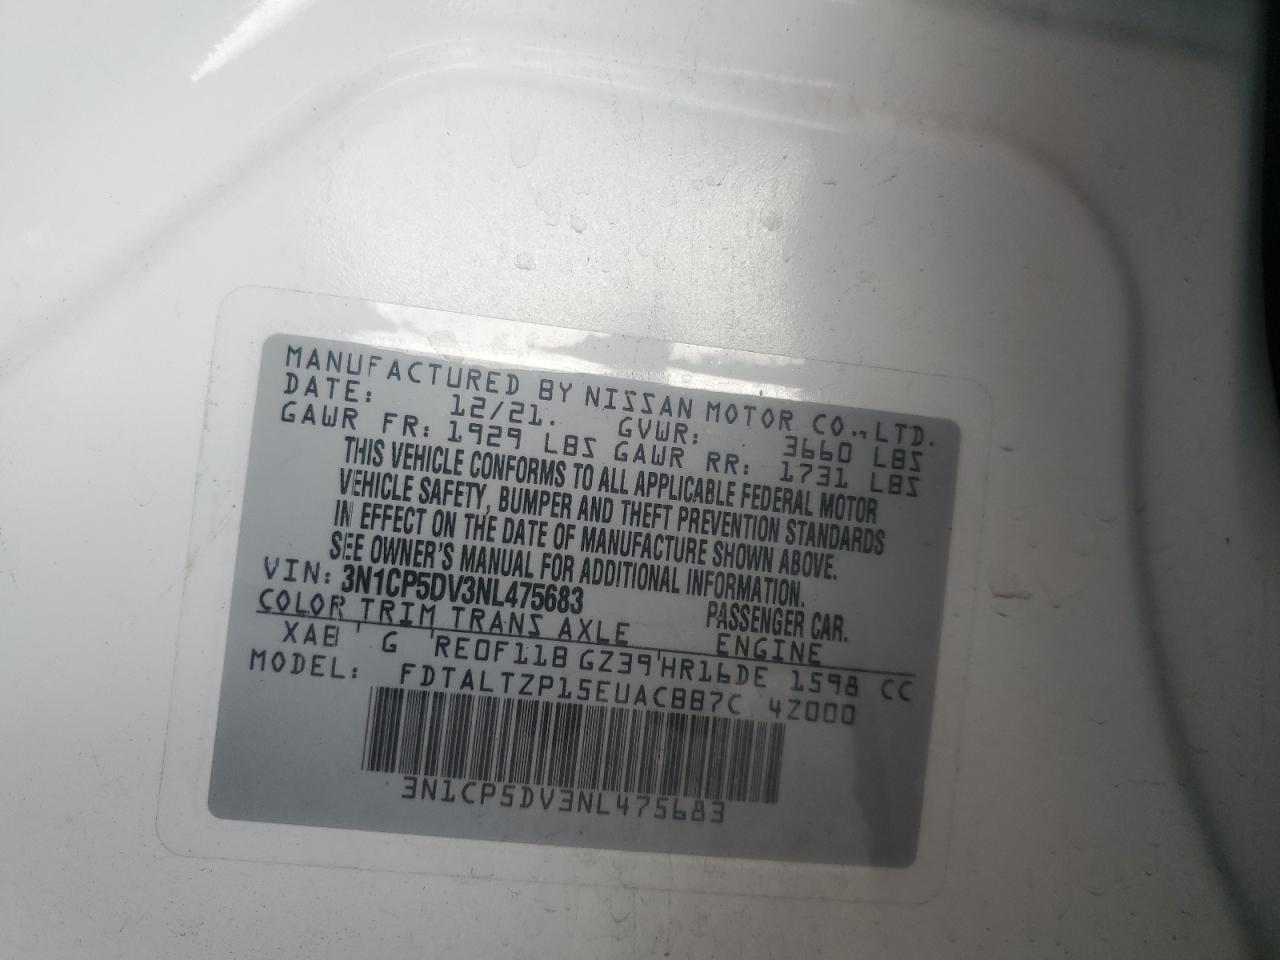 MANUFACTURED BY NISSAN MOTOR CO., LTD.
DATE: 12/21. GVWR: 3660 LBS
GAWR FR: 1929 LBS GAWR RR: 1731 LBS
THIS VEHICLE CONFORMS TO ALL APPLICABLE FEDERAL MOTOR
VEHICLE SAFETY, BUMPER AND THEFT PREVENTION STANDARDS
IN EFFECT ON THE DATE OF MANUFACTURE SHOWN ABOVE.
SEE OWNER'S MANUAL FOR ADDITIONAL INFORMATION.
VIN: 3N1CP5DV3NL475683 PASSENGER CAR.
COLOR TRIM TRANS AXLE ENGINE
XAB G RE0F11B GZ39 HR16DE 1598 CC
MODEL: FDTALTZP15EUACBB7C 4Z000
3N1CP5DV3NL475683